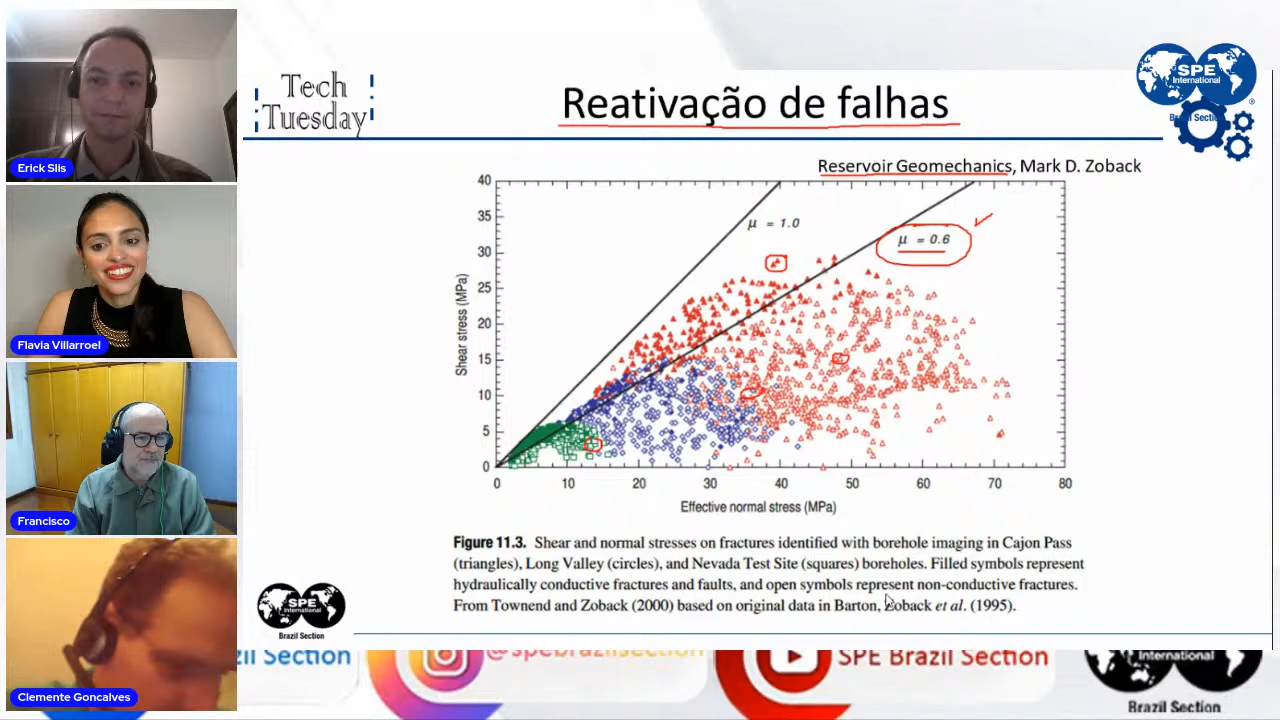 Erick Slis
Flavia Villarroel
Francisco
Clemente Goncalves
Tech
Tuesday
Reativação de falhas
SPE
International
Brazil Section
Reservoir Geomechanics, Mark D. Zoback
μ = 1.0
μ = 0.6
Shear stress (MPa)
40
35
30
25
20
15
10
5
0
0 10 20 30 40 50 60 70 80
Effective normal stress (MPa)
Figure 11.3. Shear and normal stresses on fractures identified with borehole imaging in Cajon Pass
(triangles), Long Valley (circles), and Nevada Test Site (squares) boreholes. Filled symbols represent
hydraulically conductive fractures and faults, and open symbols represent non-conductive fractures.
From Townend and Zoback (2000) based on original data in Barton, Zoback et al. (1995).
SPE
International
Brazil Section
zil Section
@spebrazilsection
SPE Brazil Section
International
Brazil Section